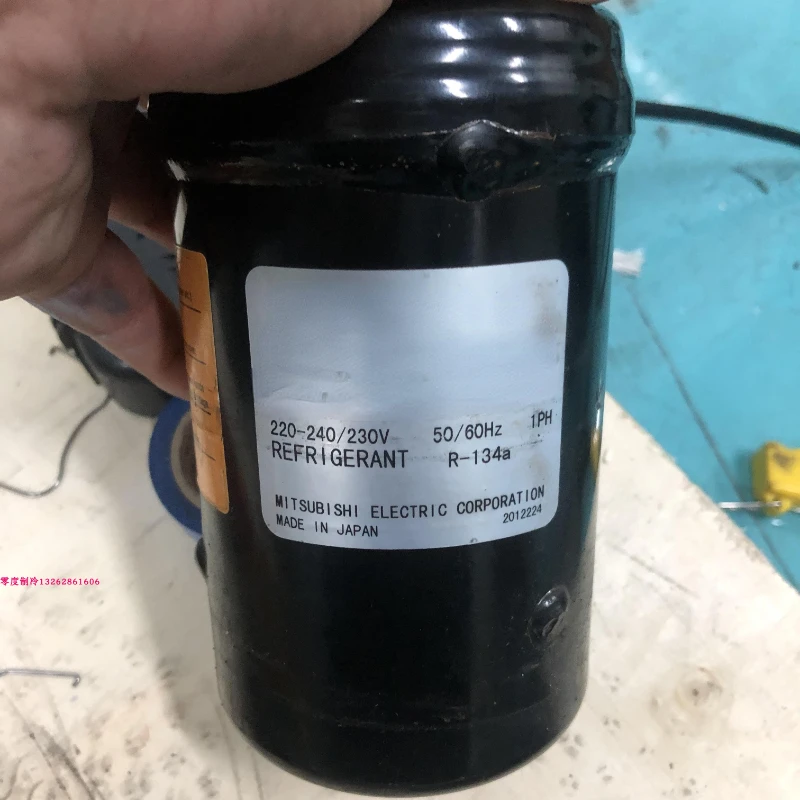 220-240/230V 50/60Hz 1PH
REFRIGERANT R-134a
MITSUBISHI ELECTRIC CORPORATION
MADE IN JAPAN 2012224
零度制冷13262861606